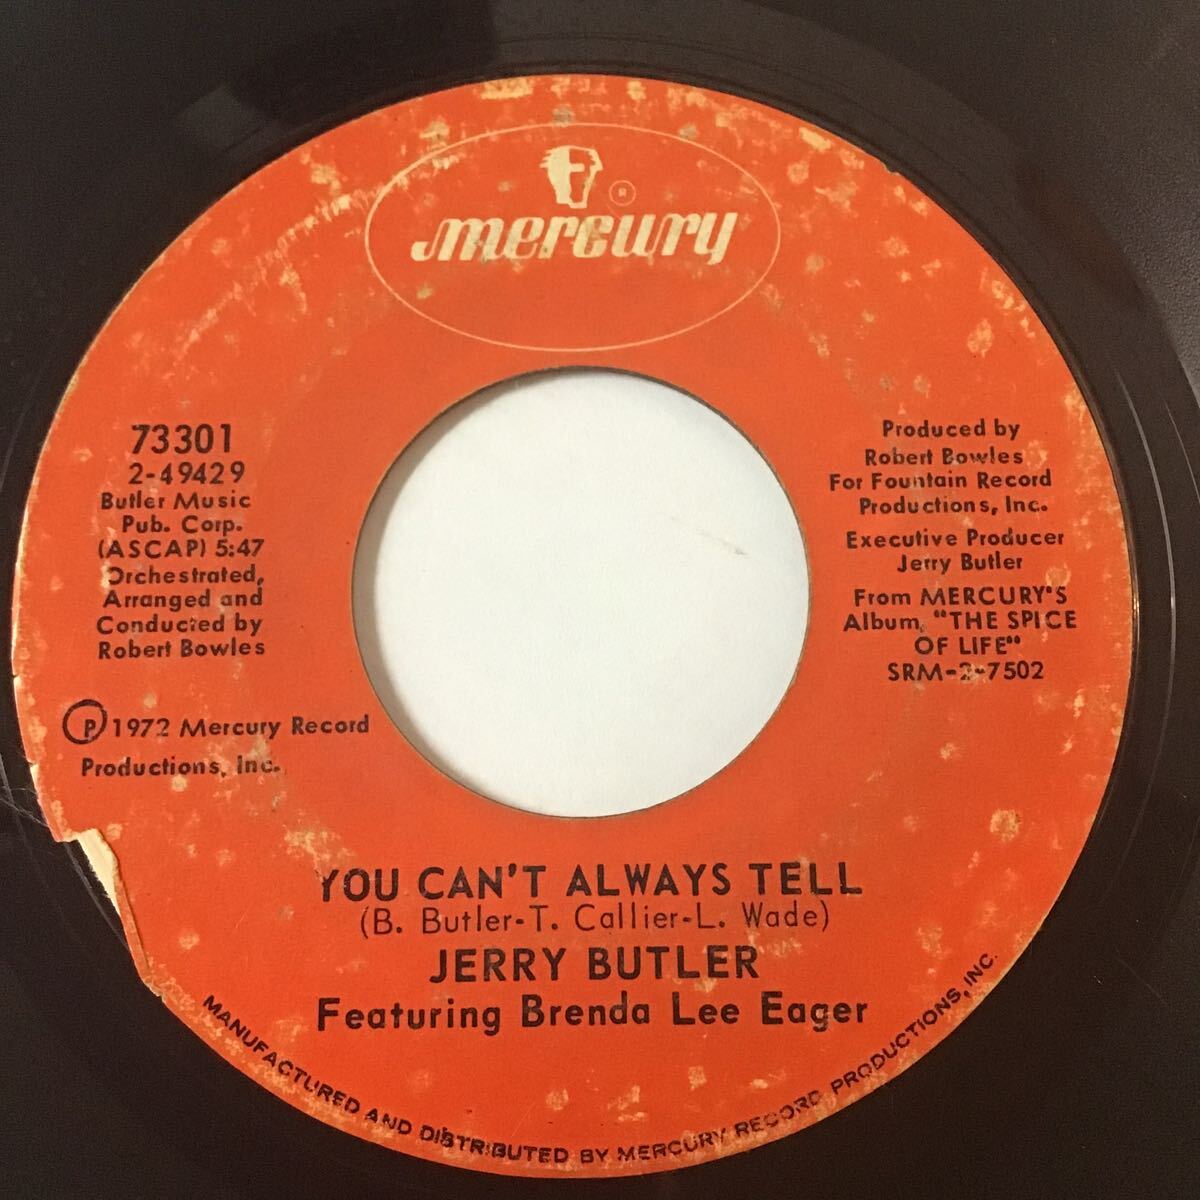 mercury
®
73301
2-49429
Butler Music
Pub. Corp.
(ASCAP) 5:47
Orchestrated,
Arranged and
Conducted by
Robert Bowles
Ⓟ 1972 Mercury Record
Productions, Inc.
Produced by
Robert Bowles
For Fountain Record
Productions, Inc.
Executive Producer
Jerry Butler
From MERCURY'S
Album, "THE SPICE
OF LIFE"
SRM-2-7502
YOU CAN'T ALWAYS TELL
(B. Butler-T. Callier-L. Wade)
JERRY BUTLER
Featuring Brenda Lee Eager
MANUFACTURED AND DISTRIBUTED BY MERCURY RECORD PRODUCTIONS, INC.